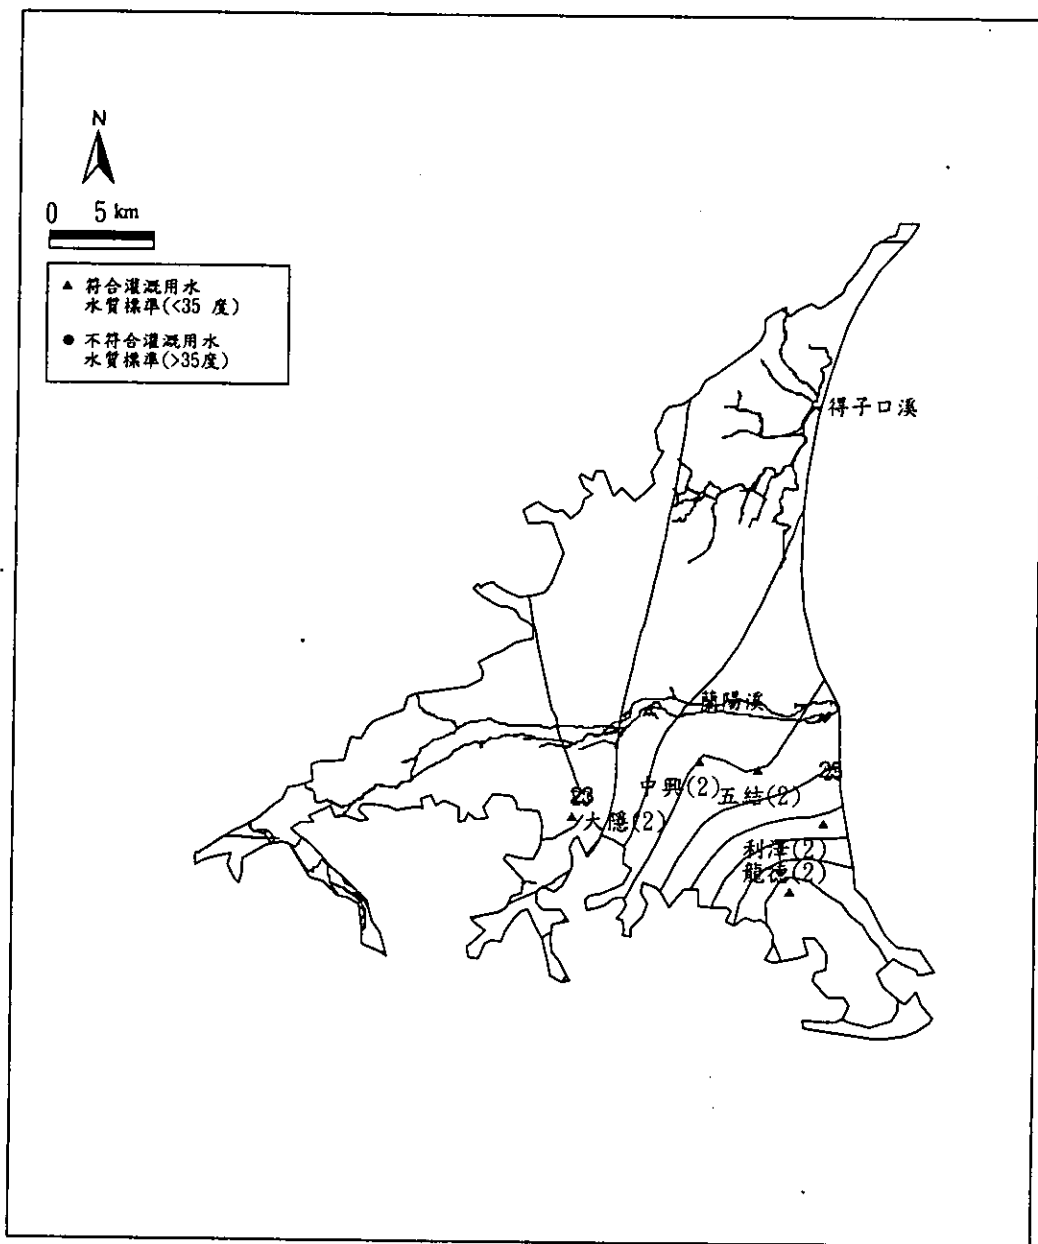 N
0 5 km
▲ 符合灌溉用水
水質標準(<35 度)
● 不符合灌溉用水
水質標準(>35度)
得子口溪
蘭陽溪
中興(2)
五結(2)
大隱(2)
利澤(2)
龍德(2)